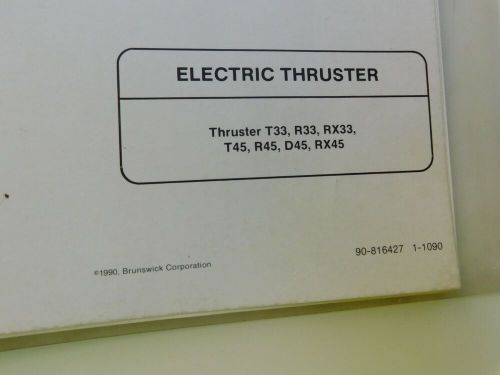 ELECTRIC THRUSTER
Thruster T33, R33, RX33,
T45, R45, D45, RX45
90-816427 1-1090
©1990, Brunswick Corporation